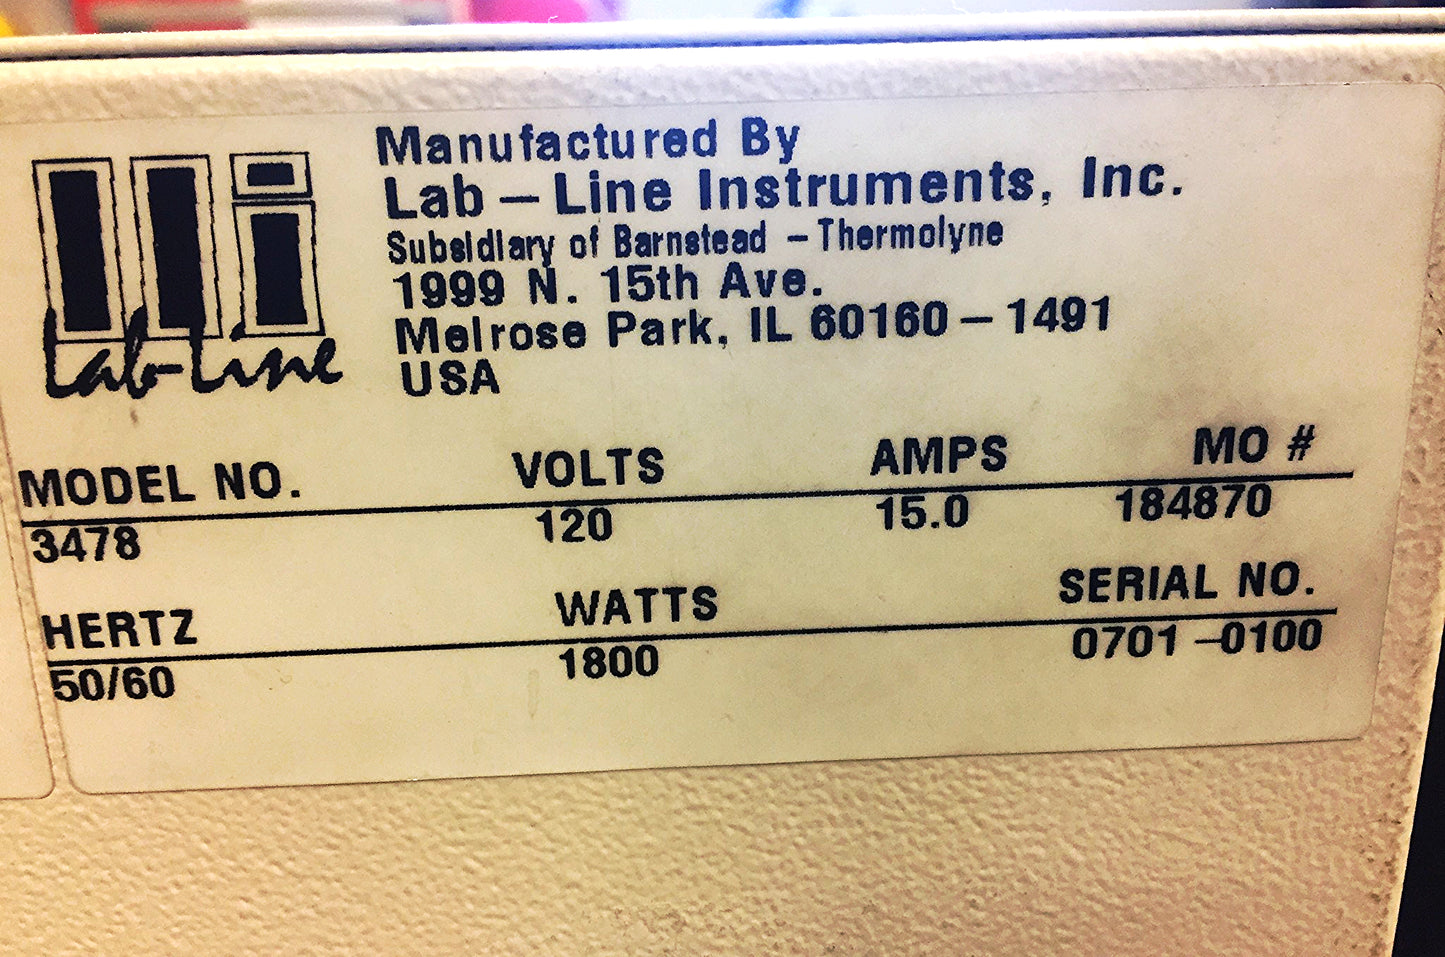 Manufactured By
Lab-Line Instruments, Inc.
Subsidiary of Barnstead-Thermolyne
1999 N. 15th Ave.
Melrose Park, IL 60160-1491
USA
Lab-Line
MODEL NO. VOLTS AMPS MO #
3478 120 15.0 184870
HERTZ WATTS SERIAL NO.
50/60 1800 0701-0100